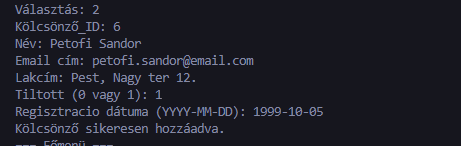 Választás: 2
Kölcsönző_ID: 6
Név: Petofi Sandor
Email cím: petofi.sandor@email.com
Lakcím: Pest, Nagy ter 12.
Tiltott (0 vagy 1): 1
Regisztracio dátuma (YYYY-MM-DD): 1999-10-05
Kölcsönző sikeresen hozzáadva.
--- Főmenü ---